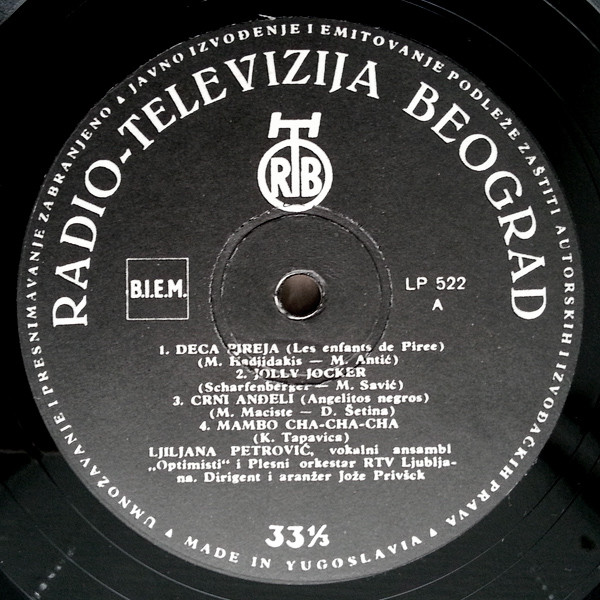 UMNOŽAVANJE I PRESNIMAVANJE ZABRANJENO ▲ JAVNO IZVOĐENJE I EMITOVANJE PODLEŽE ZAŠTITI AUTORSKIH I IZVOĐAČKIH PRAVA ▲
RADIO-TELEVIZIJA BEOGRAD
RTB
B.I.E.M.
LP 522
A
1. DECA PIREJA (Les enfants de Piree)
(M. Hadjidakis — M. Antić)
2. JOLLY JOCKER
(Scharfenberger — M. Savić)
3. CRNI ANĐELI (Angelitos negros)
(M. Maciste — D. Šetina)
4. MAMBO CHA-CHA-CHA
(K. Tapavica)
LJILJANA PETROVIĆ, vokalni ansambl
„Optimisti“ i Plesni orkestar RTV Ljublja-
na. Dirigent i aranžer Jože Privšek
33⅓
MADE IN YUGOSLAVIA ▲